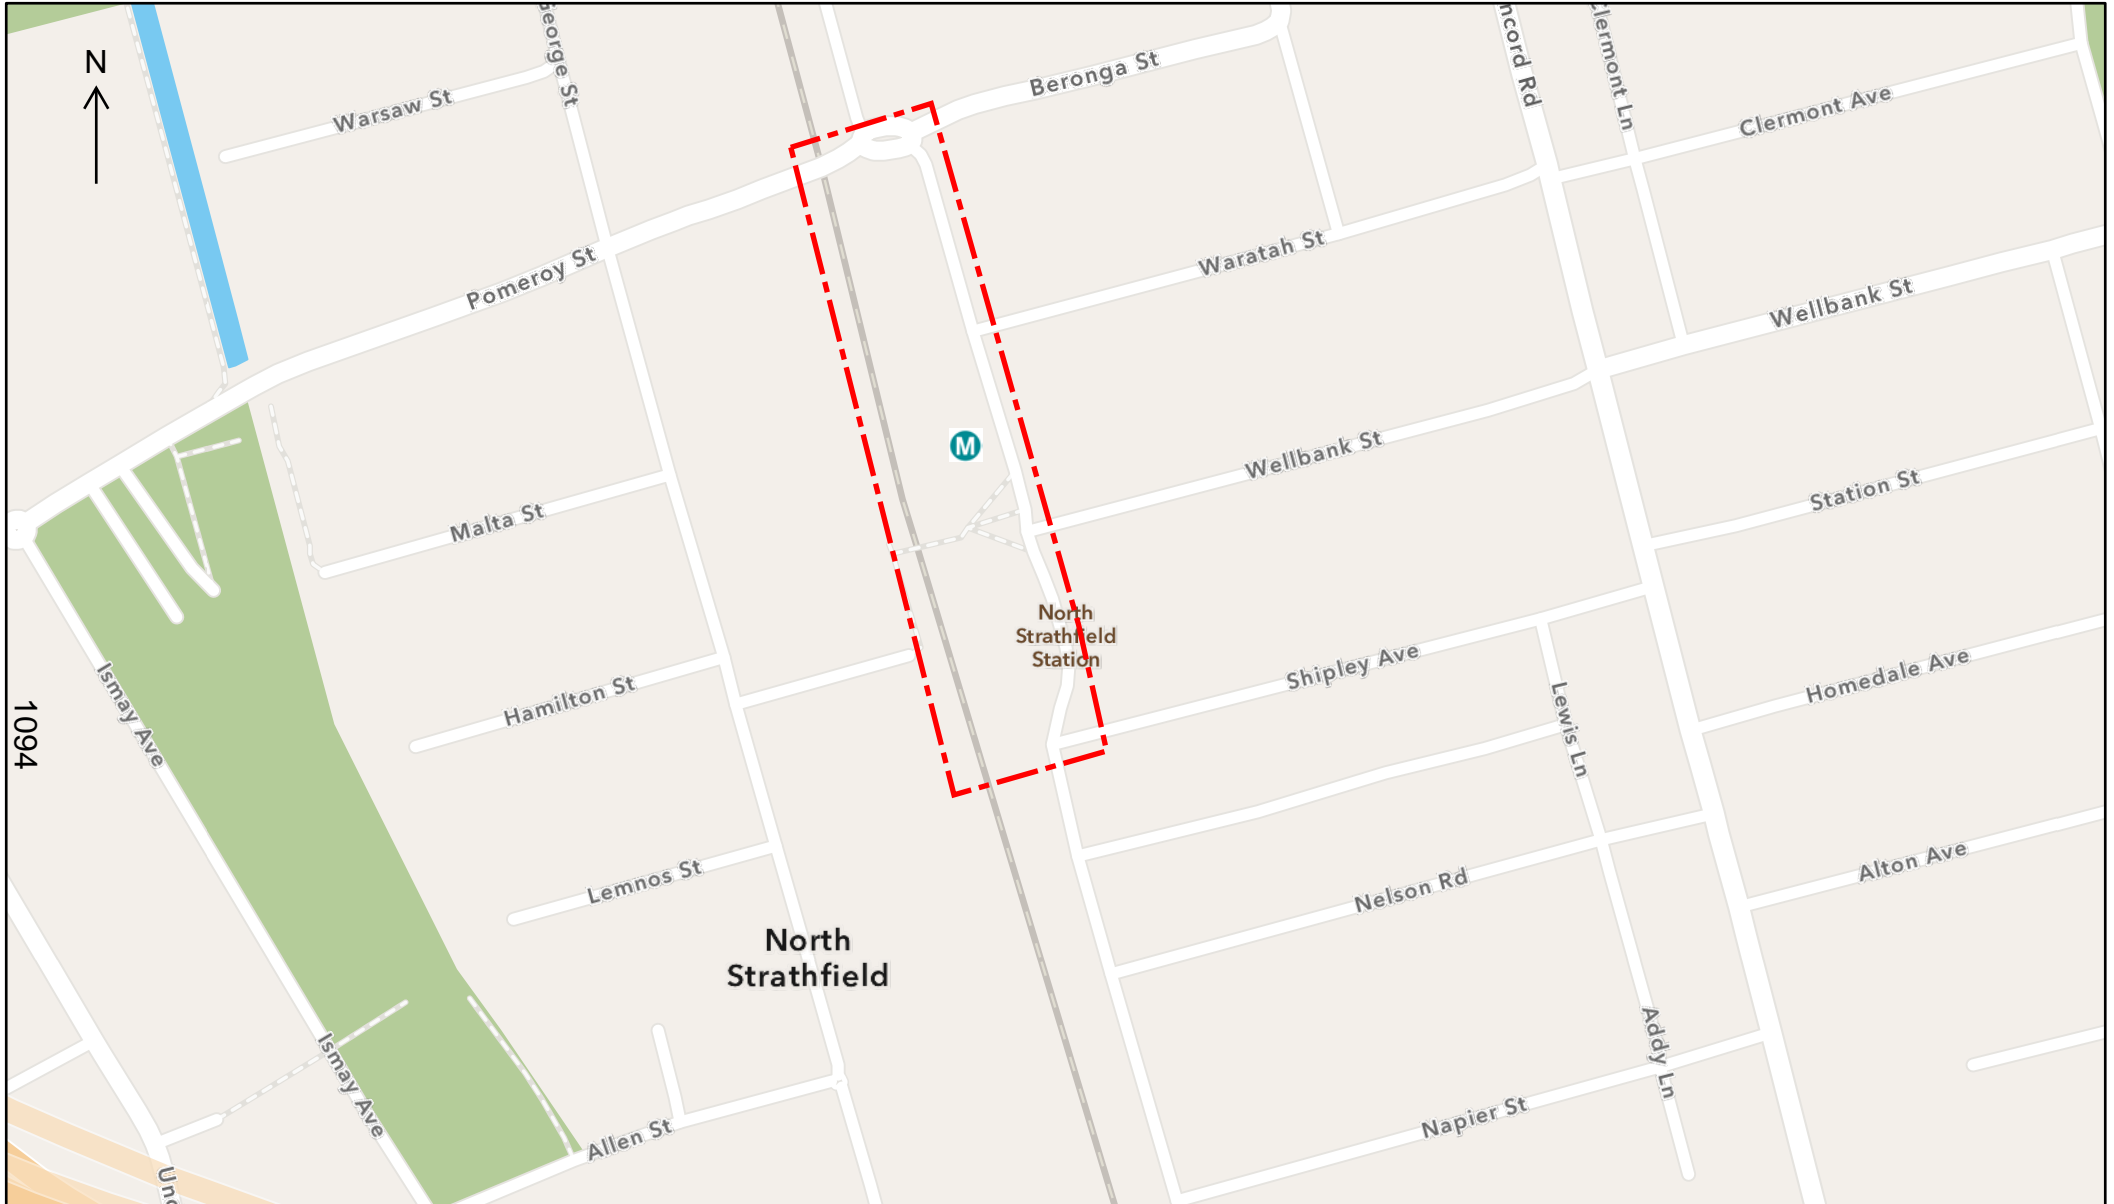 N
George St
Warsaw St
Beronga St
ncord Rd
Clermont Ln
Clermont Ave
Pomeroy St
Waratah St
Wellbank St
M
Wellbank St
Malta St
Station St
North
Strathfield
Station
Ismay Ave
1094
Hamilton St
Shipley Ave
Lewis Ln
Homedale Ave
Lemnos St
Nelson Rd
Alton Ave
North
Strathfield
Ismay Ave
Addy Ln
Allen St
Napier St
Und